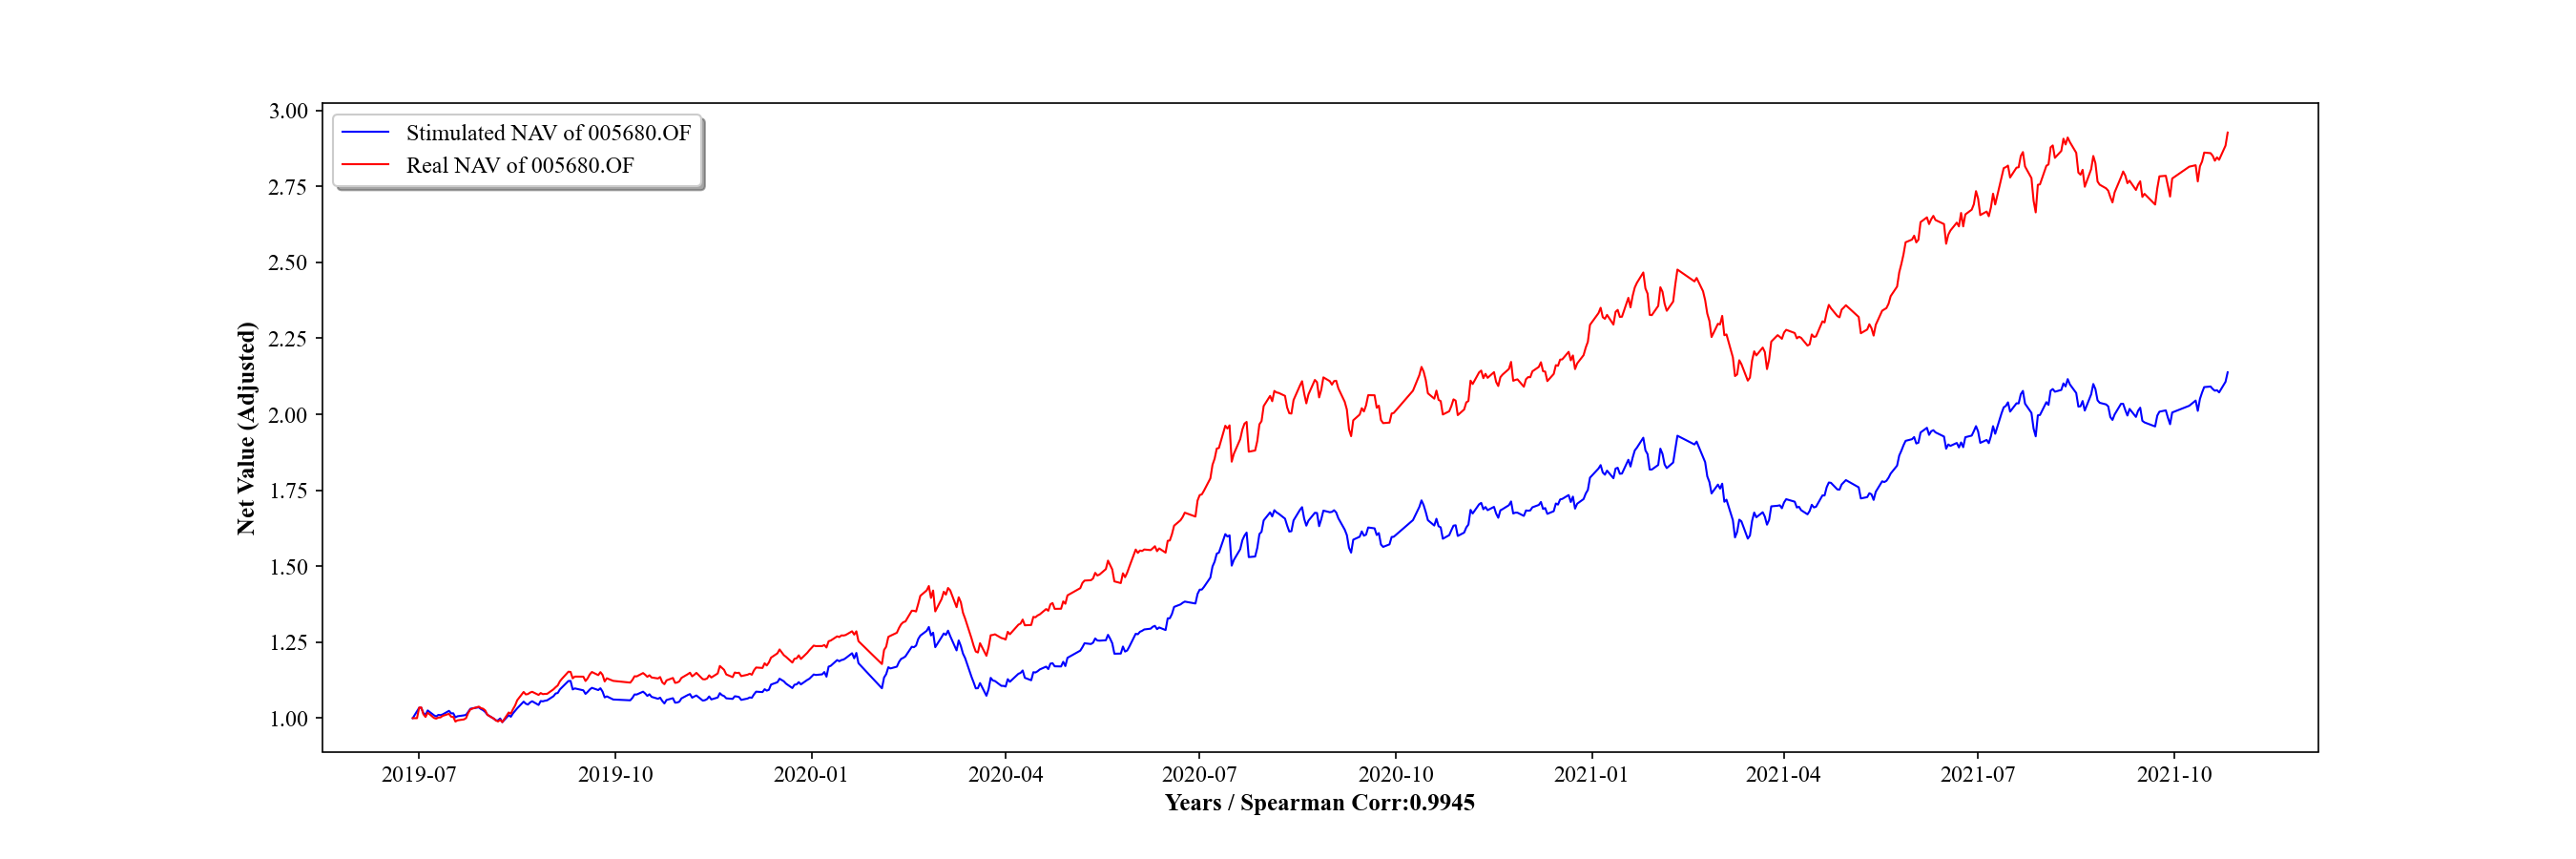 Stimulated NAV of 005680.OF
Real NAV of 005680.OF
Net Value (Adjusted)
3.00
2.75
2.50
2.25
2.00
1.75
1.50
1.25
1.00
2019-07 2019-10 2020-01 2020-04 2020-07 2020-10 2021-01 2021-04 2021-07 2021-10
Years / Spearman Corr:0.9945